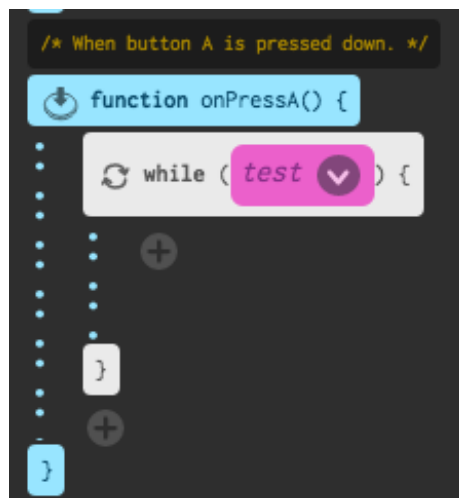 /* When button A is pressed down. */
function onPressA() {
while ( test ) {
}
}